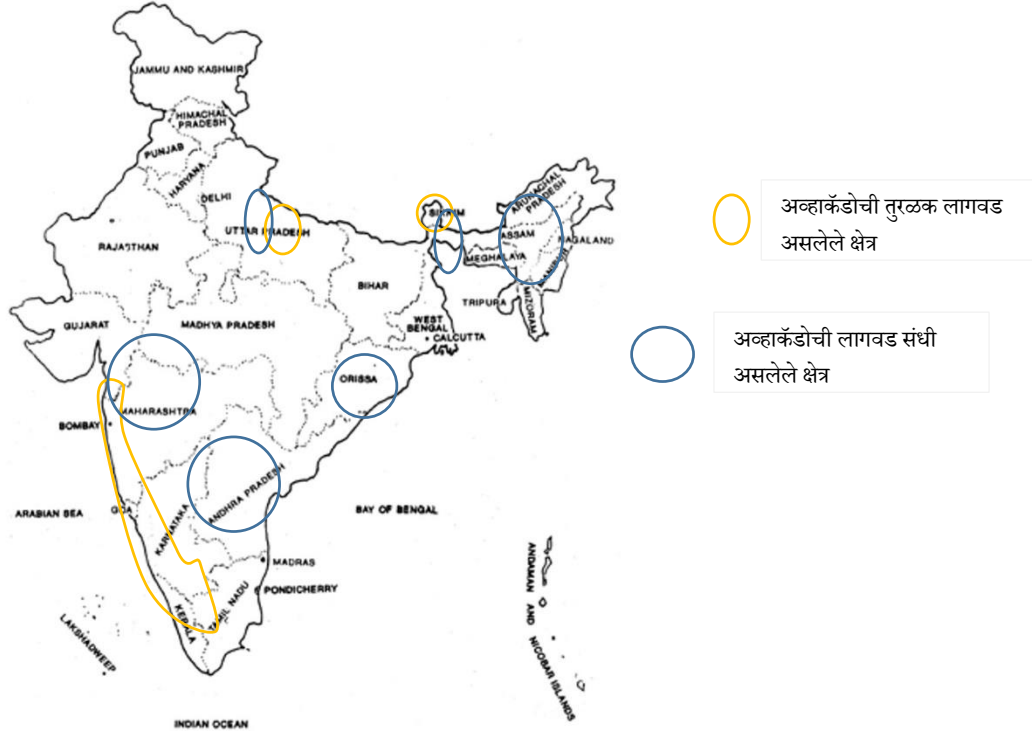 JAMMU AND KASHMIR
HIMACHAL
PRADESH
PUNJAB
HARYANA
DELHI
UTTAR PRADESH
RAJASTHAN
SIKKIM
ARUNACHAL
PRADESH
ASSAM
NAGALAND
MEGHALAYA
MANIPUR
BIHAR
TRIPURA
MIZORAM
GUJARAT
MADHYA PRADESH
WEST
BENGAL
CALCUTTA
ORISSA
MAHARASHTRA
BOMBAY
ANDHRA PRADESH
ARABIAN SEA
GOA
KARNATAKA
BAY OF BENGAL
MADRAS
PONDICHERRY
TAMIL NADU
KERALA
LAKSHADWEEP
ANDAMAN AND NICOBAR ISLANDS
INDIAN OCEAN
अव्हाकॅडोची तुरळक लागवड
असलेले क्षेत्र
अव्हाकॅडोची लागवड संधी
असलेले क्षेत्र